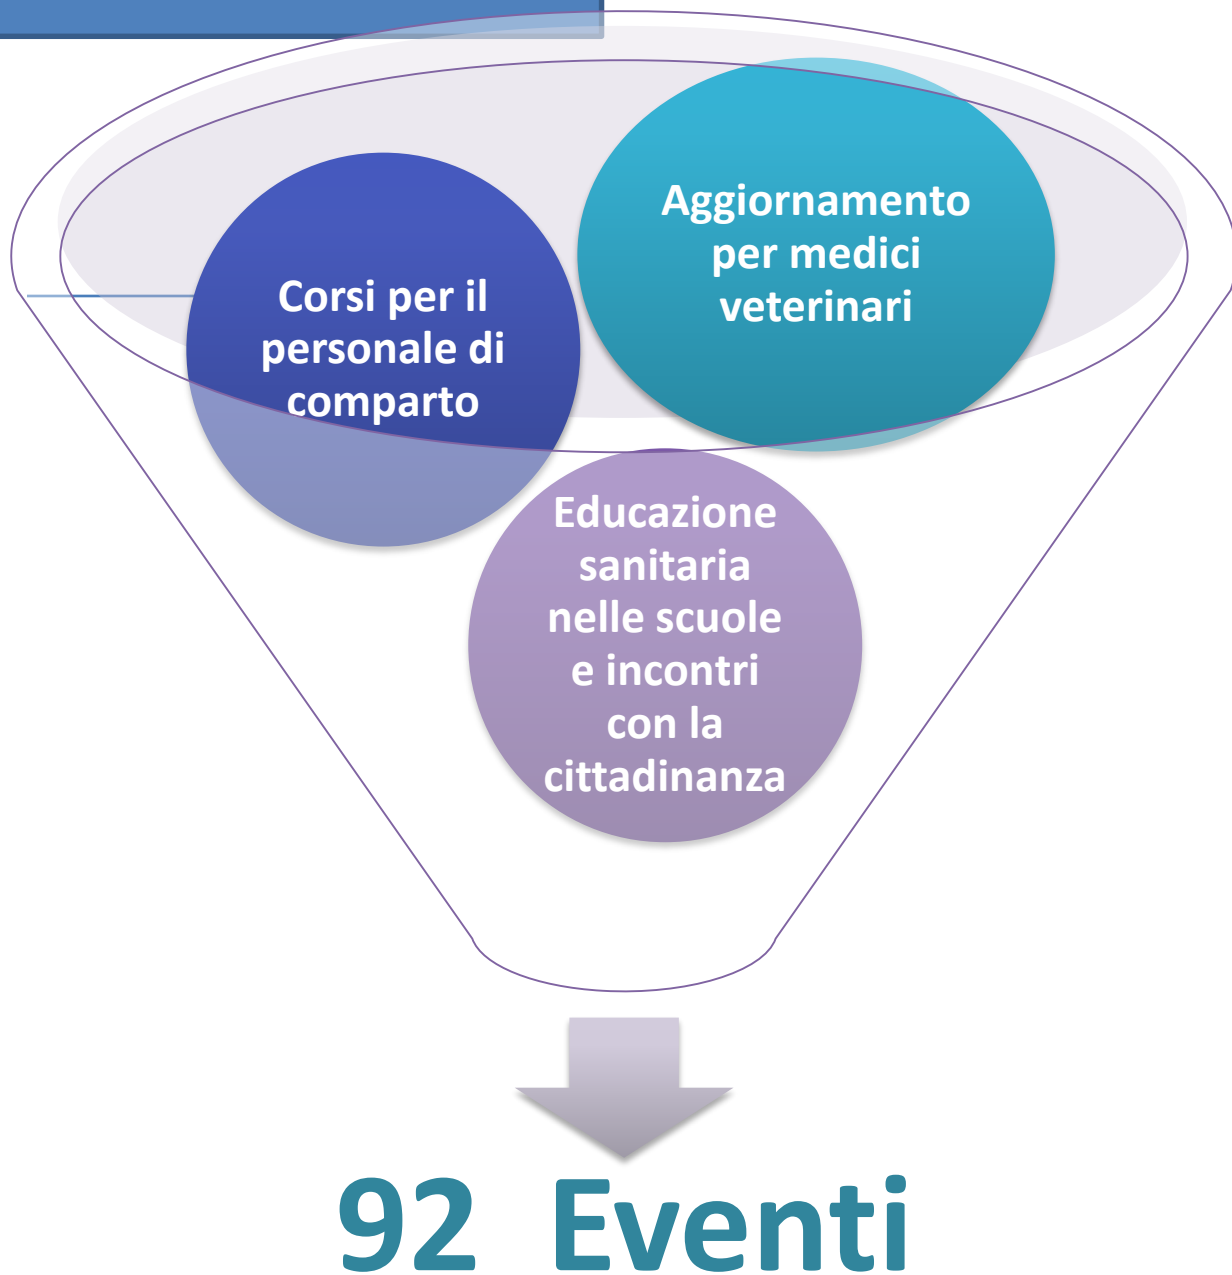 Aggiornamento
per medici
veterinari
Corsi per il
personale di
comparto
Educazione
sanitaria
nelle scuole
e incontri
con la
cittadinanza
92 Eventi